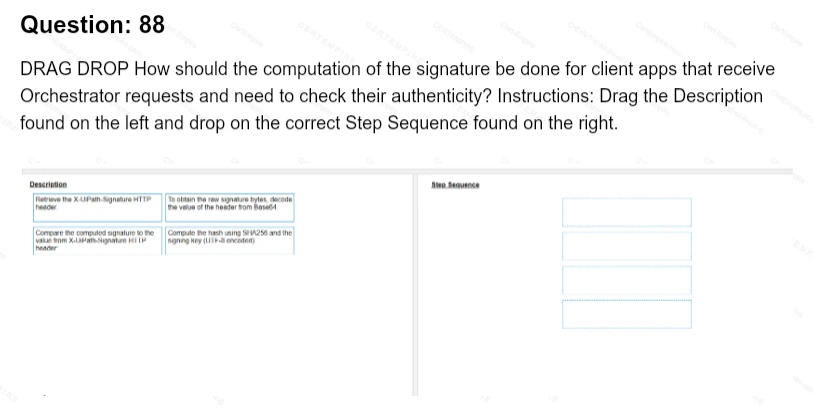 Question: 88
DRAG DROP How should the computation of the signature be done for client apps that receive
Orchestrator requests and need to check their authenticity? Instructions: Drag the Description
found on the left and drop on the correct Step Sequence found on the right.
Description
Step Sequence
Retrieve the X-UiPath-Signature HTTP
header
To obtain the raw signature bytes, decode
the value of the header from Base64
Compare the computed signature to the
value from X-UiPath-Signature HTTP
header
Compute the hash using SHA256 and the
signing key (UTF-8 encoded)